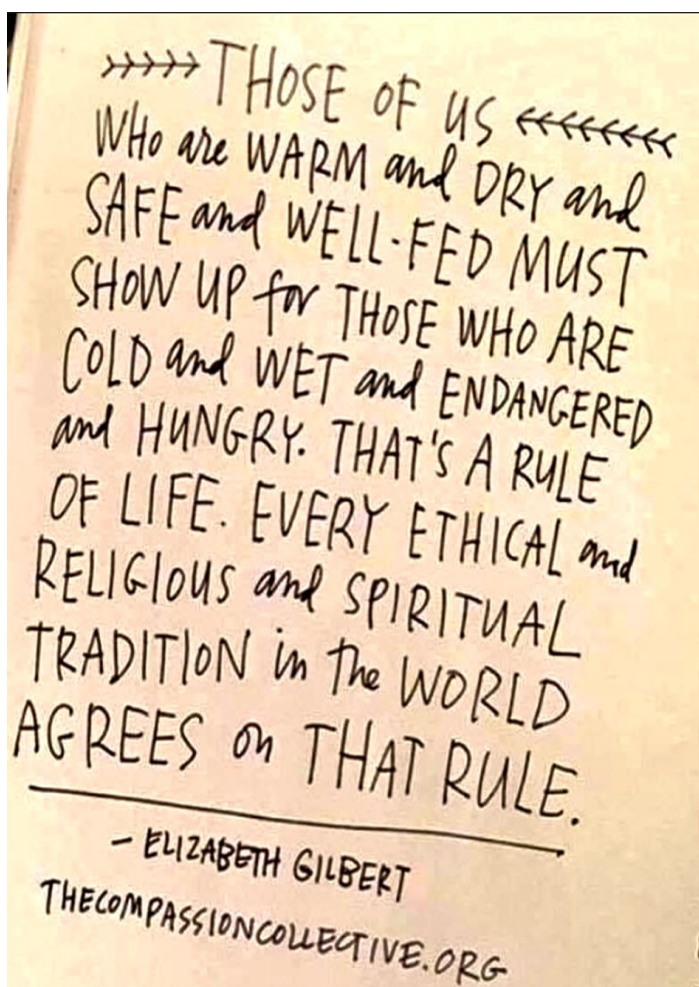 THOSE OF US
WHO are WARM and DRY and
SAFE and WELL-FED MUST
SHOW UP for THOSE WHO ARE
COLD and WET and ENDANGERED
and HUNGRY. THAT'S A RULE
OF LIFE. EVERY ETHICAL and
RELIGIOUS and SPIRITUAL
TRADITION in The WORLD
AGREES on THAT RULE.
- ELIZABETH GILBERT
THECOMPASSIONCOLLECTIVE.ORG